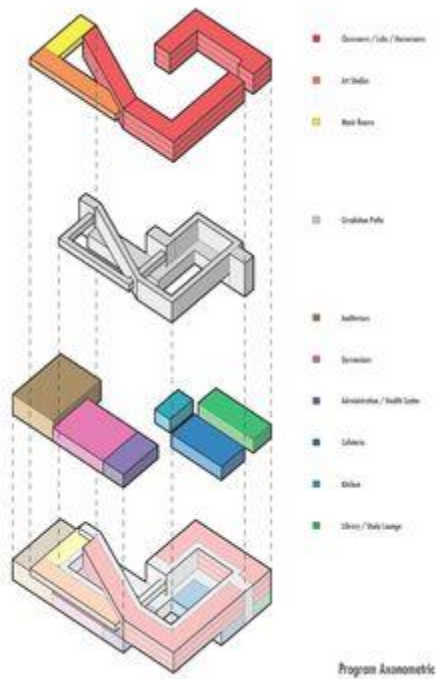 Classrooms / Labs / Homerooms
Art Studios
Music Rooms
Circulation Paths
Auditorium
Gymnasium
Administration / Health Center
Cafeteria
Kitchen
Library / Study Lounge
Program Axonometric